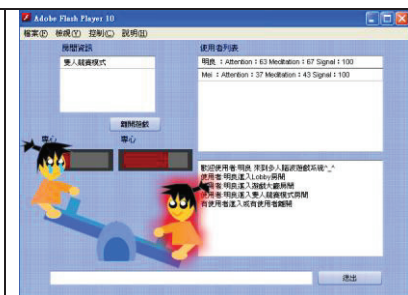 Adobe Flash Player 10
檔案(F) 檢視(V) 控制(C) 說明(H)
房間資訊
雙人競賽模式
離開遊戲
專心
專心
使用者列表
明良 : Attention : 63 Meditation : 67 Signal : 100
Mei : Attention : 37 Meditation : 43 Signal : 100
歡迎使用者 明良 來到多人腦波遊戲系統^_^
使用者 明良進入Lobby房間
使用者 明良進入遊戲大廳房間
使用者 明良進入雙人競賽模式房間
有使用者進入或有使用者離開
送出